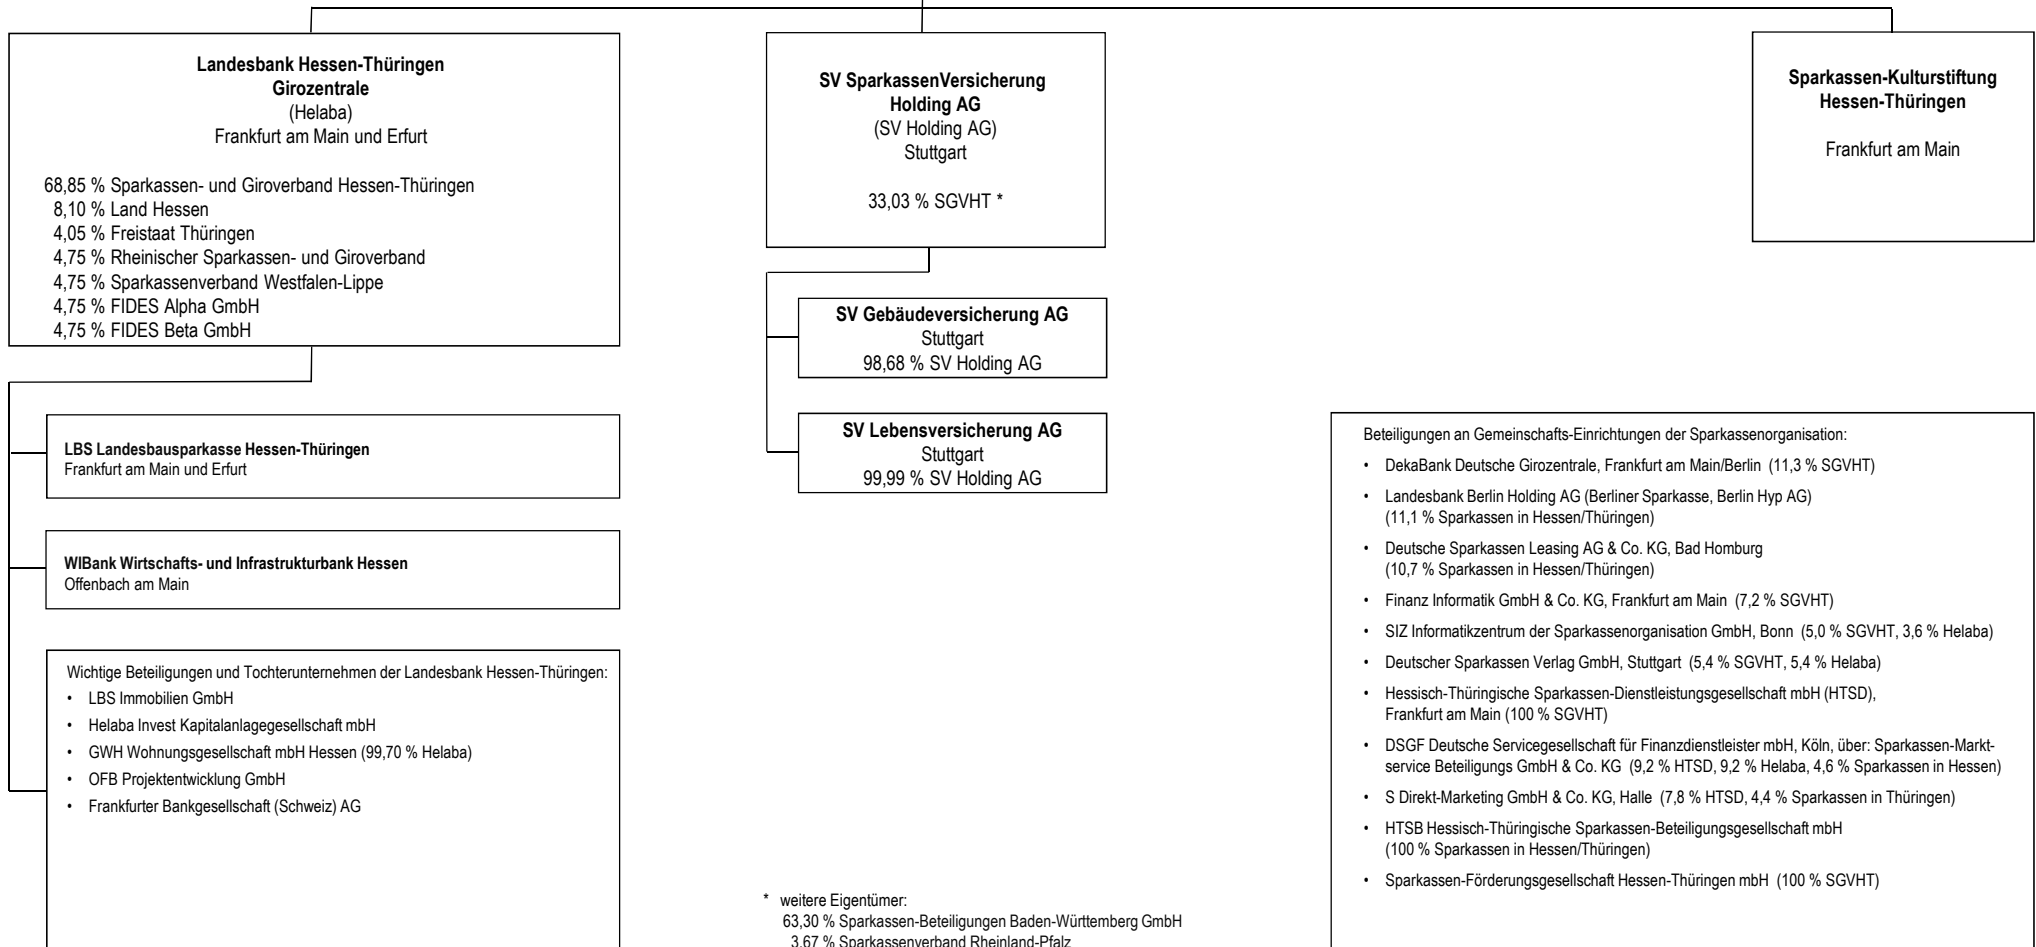 Landesbank Hessen-Thüringen
Girozentrale
(Helaba)
Frankfurt am Main und Erfurt
68,85 % Sparkassen- und Giroverband Hessen-Thüringen
8,10 % Land Hessen
4,05 % Freistaat Thüringen
4,75 % Rheinischer Sparkassen- und Giroverband
4,75 % Sparkassenverband Westfalen-Lippe
4,75 % FIDES Alpha GmbH
4,75 % FIDES Beta GmbH
LBS Landesbausparkasse Hessen-Thüringen
Frankfurt am Main und Erfurt
WIBank Wirtschafts- und Infrastrukturbank Hessen
Offenbach am Main
Wichtige Beteiligungen und Tochterunternehmen der Landesbank Hessen-Thüringen:
• LBS Immobilien GmbH
• Helaba Invest Kapitalanlagegesellschaft mbH
• GWH Wohnungsgesellschaft mbH Hessen (99,70 % Helaba)
• OFB Projektentwicklung GmbH
• Frankfurter Bankgesellschaft (Schweiz) AG
SV SparkassenVersicherung
Holding AG
(SV Holding AG)
Stuttgart
33,03 % SGVHT *
SV Gebäudeversicherung AG
Stuttgart
98,68 % SV Holding AG
SV Lebensversicherung AG
Stuttgart
99,99 % SV Holding AG
* weitere Eigentümer:
63,30 % Sparkassen-Beteiligungen Baden-Württemberg GmbH
3,67 % Sparkassenverband Rheinland-Pfalz
Sparkassen-Kulturstiftung
Hessen-Thüringen
Frankfurt am Main
Beteiligungen an Gemeinschafts-Einrichtungen der Sparkassenorganisation:
• DekaBank Deutsche Girozentrale, Frankfurt am Main/Berlin (11,3 % SGVHT)
• Landesbank Berlin Holding AG (Berliner Sparkasse, Berlin Hyp AG)
(11,1 % Sparkassen in Hessen/Thüringen)
• Deutsche Sparkassen Leasing AG & Co. KG, Bad Homburg
(10,7 % Sparkassen in Hessen/Thüringen)
• Finanz Informatik GmbH & Co. KG, Frankfurt am Main (7,2 % SGVHT)
• SIZ Informatikzentrum der Sparkassenorganisation GmbH, Bonn (5,0 % SGVHT, 3,6 % Helaba)
• Deutscher Sparkassen Verlag GmbH, Stuttgart (5,4 % SGVHT, 5,4 % Helaba)
• Hessisch-Thüringische Sparkassen-Dienstleistungsgesellschaft mbH (HTSD),
Frankfurt am Main (100 % SGVHT)
• DSGF Deutsche Servicegesellschaft für Finanzdienstleister mbH, Köln, über: Sparkassen-Markt-
service Beteiligungs GmbH & Co. KG (9,2 % HTSD, 9,2 % Helaba, 4,6 % Sparkassen in Hessen)
• S Direkt-Marketing GmbH & Co. KG, Halle (7,8 % HTSD, 4,4 % Sparkassen in Thüringen)
• HTSB Hessisch-Thüringische Sparkassen-Beteiligungsgesellschaft mbH
(100 % Sparkassen in Hessen/Thüringen)
• Sparkassen-Förderungsgesellschaft Hessen-Thüringen mbH (100 % SGVHT)